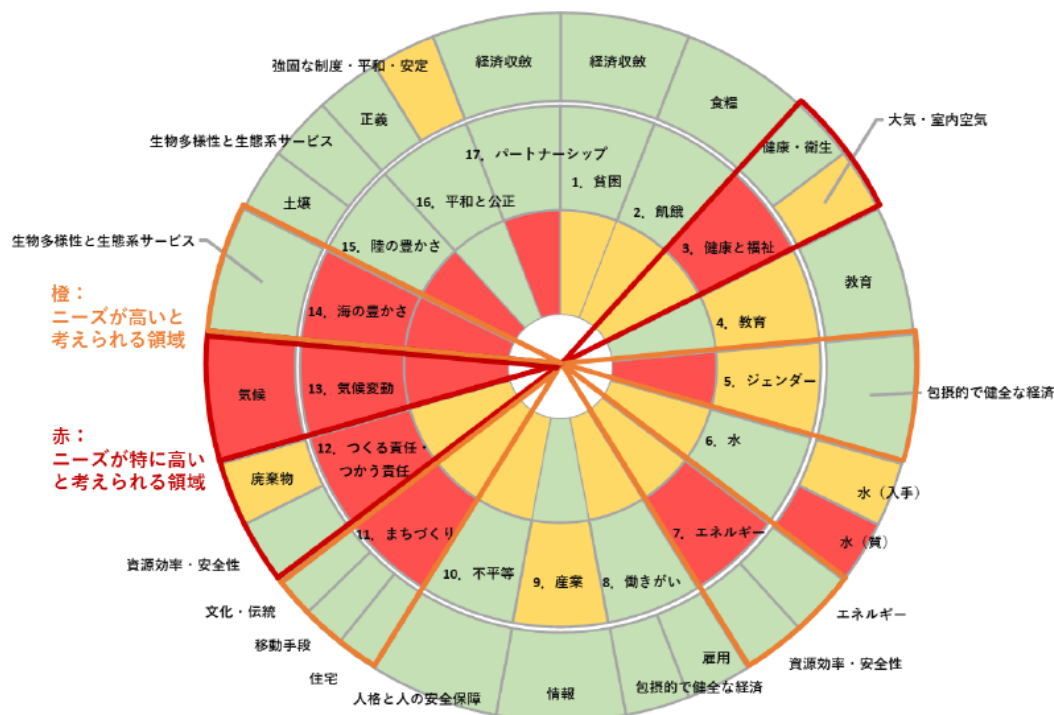 経済収斂
経済収斂
強固な制度・平和・安定
食糧
正義
大気・室内空気
生物多様性と生態系サービス
健康・衛生
17．パートナーシップ
1．貧困
16．平和と公正
2．飢餓
土壌
生物多様性と生態系サービス
15．陸の豊かさ
3．健康と福祉
教育
橙：
ニーズが高いと
考えられる領域
14．海の豊かさ
4．教育
気候
13．気候変動
5．ジェンダー
包摂的で健全な経済
赤：
ニーズが特に高い
と考えられる領域
12．つくる責任・
つかう責任
6．水
廃棄物
水（入手）
11．まちづくり
7．エネルギー
水（質）
資源効率・安全性
10．不平等
9．産業
8．働きがい
文化・伝統
エネルギー
移動手段
雇用
資源効率・安全性
住宅
人格と人の安全保障
情報
包摂的で健全な経済